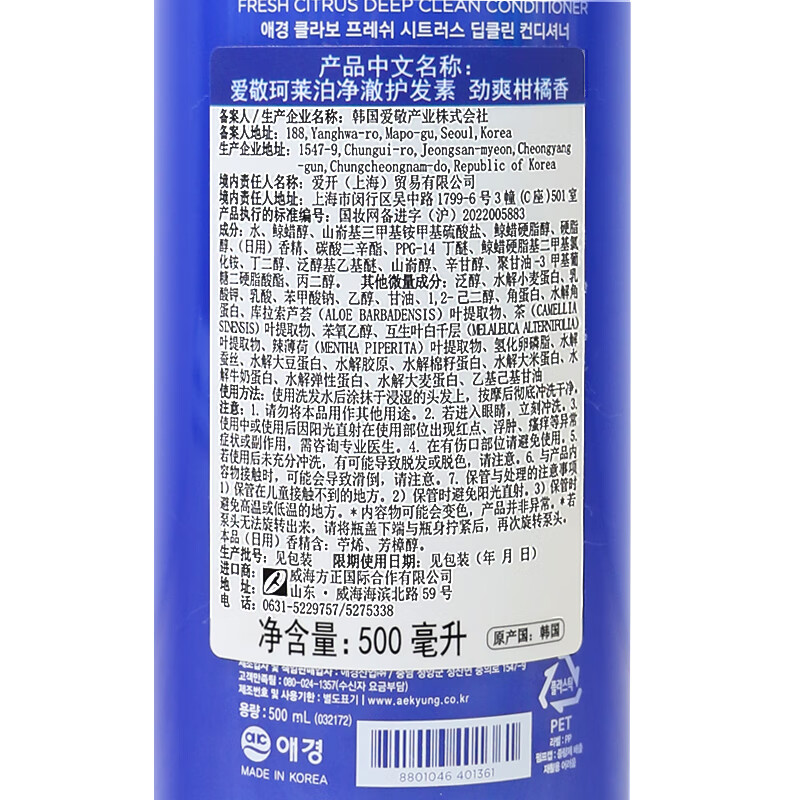 FRESH CITRUS DEEP CLEAN CONDITIONER
애경 클라보 프레쉬 시트러스 딥클린 컨디셔너
产品中文名称:
爱敬珂莱泊净澈护发素 劲爽柑橘香
备案人/生产企业名称: 韩国爱敬产业株式会社
备案人地址: 188, Yanghwa-ro, Mapo-gu, Seoul, Korea
生产企业地址: 1547-9, Chungui-ro, Jeongsan-myeon, Cheongyang
-gun, Chungcheongnam-do, Republic of Korea
境内责任人名称: 爱开(上海)贸易有限公司
境内责任人地址: 上海市闵行区吴中路1799-6号3幢(C座)501室
产品执行的标准编号: 国妆网备进字(沪)2022005883
成分: 水、鲸蜡醇、山嵛基三甲基铵甲基硫酸盐、鲸蜡硬脂醇、硬脂
醇、(日用)香精、碳酸二辛酯、PPG-14 丁醚、鲸蜡硬脂基二甲基氯
化铵、丁二醇、泛醇基乙基醚、山嵛醇、辛甘醇、聚甘油-3 甲基葡
糖二硬脂酸酯、丙二醇。 其他微量成分: 泛醇、水解小麦蛋白、乳
酸钾、乳酸、苯甲酸钠、乙醇、甘油、1,2-己二醇、角蛋白、水解角
蛋白、库拉索芦荟(ALOE BARBADENSIS)叶提取物、茶(CAMELLIA
SINENSIS)叶提取物、苯氧乙醇、互生叶白千层(MELALEUCA ALTERNIFOLIA)
叶提取物、辣薄荷(MENTHA PIPERITA)叶提取物、氢化卵磷脂、水解
蚕丝、水解大豆蛋白、水解胶原、水解棉籽蛋白、水解大米蛋白、水
解牛奶蛋白、水解弹性蛋白、水解大麦蛋白、乙基己基甘油
使用方法: 使用洗发水后涂抹于浸湿的头发上, 按摩后彻底冲洗干净。
注意: 1. 请勿将本品用作其他用途。2. 若进入眼睛, 立刻冲洗。3.
使用中或使用后因阳光直射在使用部位出现红点、浮肿、瘙痒等异常
症状或副作用, 需咨询专业医生。4. 在有伤口部位请避免使用。5.
若使用后未充分冲洗, 有可能导致脱发或脱色, 请注意。6. 与产品内
容物接触时, 可能会导致滑倒, 请注意。7. 保管与处理的注意事项
1) 保管在儿童接触不到的地方。2) 保管时避免阳光直射。3) 保管时
避免高温或低温的地方。*内容物可能会变色, 产品并非异常。*若
泵头无法旋转出来, 请将瓶盖下端与瓶身拧紧后, 再次旋转泵头。
本品(日用)香精含: 苧烯、芳樟醇。
生产批号: 见包装 限期使用日期: 见包装(年 月 日)
进口商: 威海方正国际合作有限公司
地址: 山东·威海海滨北路59号
电话: 0631-5229757/5275338
净含量: 500 毫升
原产国: 韩国
고객만족팀: 080-024-1357(수신자 요금부담)
제조번호 및 사용기한: 별도표기 | www.aekyung.co.kr
용량: 500 mL (032172)
애경
MADE IN KOREA
8801046 401361
플라스틱
PET
라벨: PP